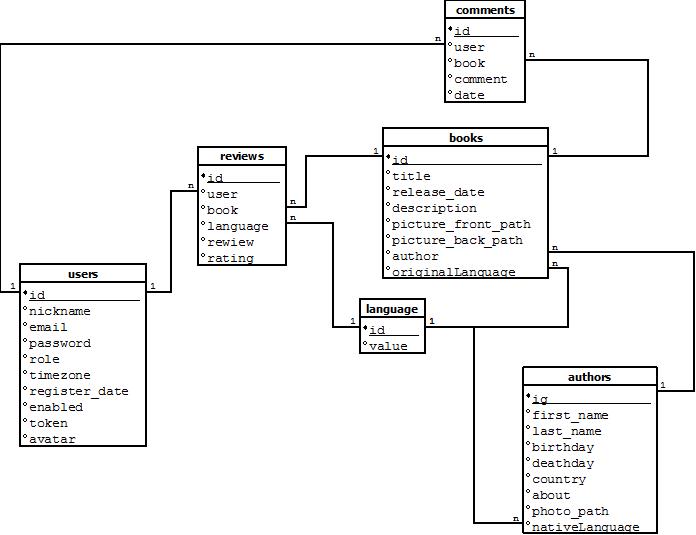 comments
id
user
book
comment
date
n
n
reviews
id
user
book
language
rewiew
rating
n
n
n
books
id
title
release_date
description
picture_front_path
picture_back_path
author
originalLanguage
1
1
n
n
users
id
nickname
email
password
role
timezone
register_date
enabled
token
avatar
1
1
language
id
value
1
1
authors
ig
first_name
last_name
birthday
deathday
country
about
photo_path
nativeLanguage
1
n